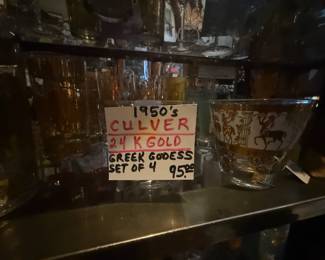 1950's
CULVER
24 K GOLD
GREEK GODESS
SET OF 4 95.00